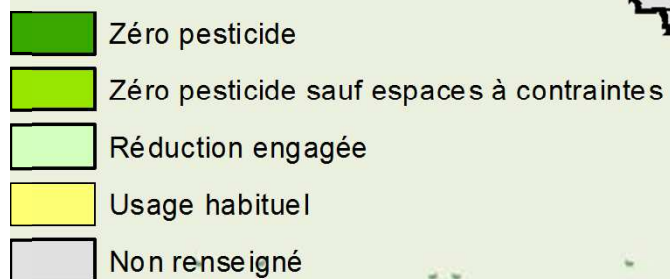 Zéro pesticide
Zéro pesticide sauf espaces à contraintes
Réduction engagée
Usage habituel
Non renseigné